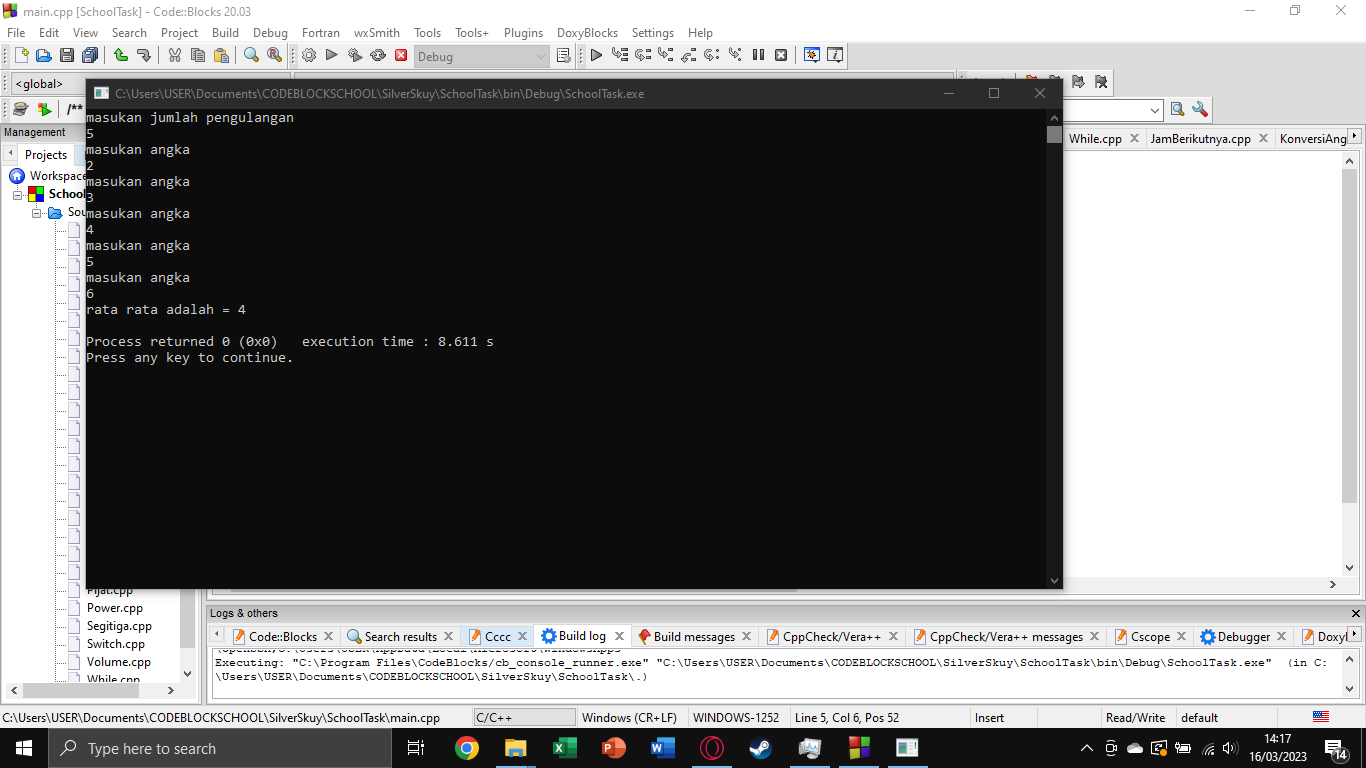 main.cpp [SchoolTask] - Code::Blocks 20.03
File Edit View Search Project Build Debug Fortran wxSmith Tools Tools+ Plugins DoxyBlocks Settings Help
Debug
<global>
C:\Users\USER\Documents\CODEBLOCKSCHOOL\SilverSkuy\SchoolTask\bin\Debug\SchoolTask.exe
/**
Management
While.cpp JamBerikutnya.cpp KonversiAng
Projects
Workspace
School
Sou
masukan jumlah pengulangan
5
masukan angka
2
masukan angka
3
masukan angka
4
masukan angka
5
masukan angka
6
rata rata adalah = 4
Process returned 0 (0x0) execution time : 8.611 s
Press any key to continue.
Pijat.cpp
Power.cpp
Segitiga.cpp
Switch.cpp
Volume.cpp
While.cpp
Logs & others
Code::Blocks Search results Cccc Build log Build messages CppCheck/Vera++ CppCheck/Vera++ messages Cscope Debugger Doxyl
Executing: "C:\Program Files\CodeBlocks/cb_console_runner.exe" "C:\Users\USER\Documents\CODEBLOCKSCHOOL\SilverSkuy\SchoolTask\bin\Debug\SchoolTask.exe" (in C:
\Users\USER\Documents\CODEBLOCKSCHOOL\SilverSkuy\SchoolTask\.)
C:\Users\USER\Documents\CODEBLOCKSCHOOL\SilverSkuy\SchoolTask\main.cpp C/C++ Windows (CR+LF) WINDOWS-1252 Line 5, Col 6, Pos 52 Insert Read/Write default
Type here to search
14:17
16/03/2023
14